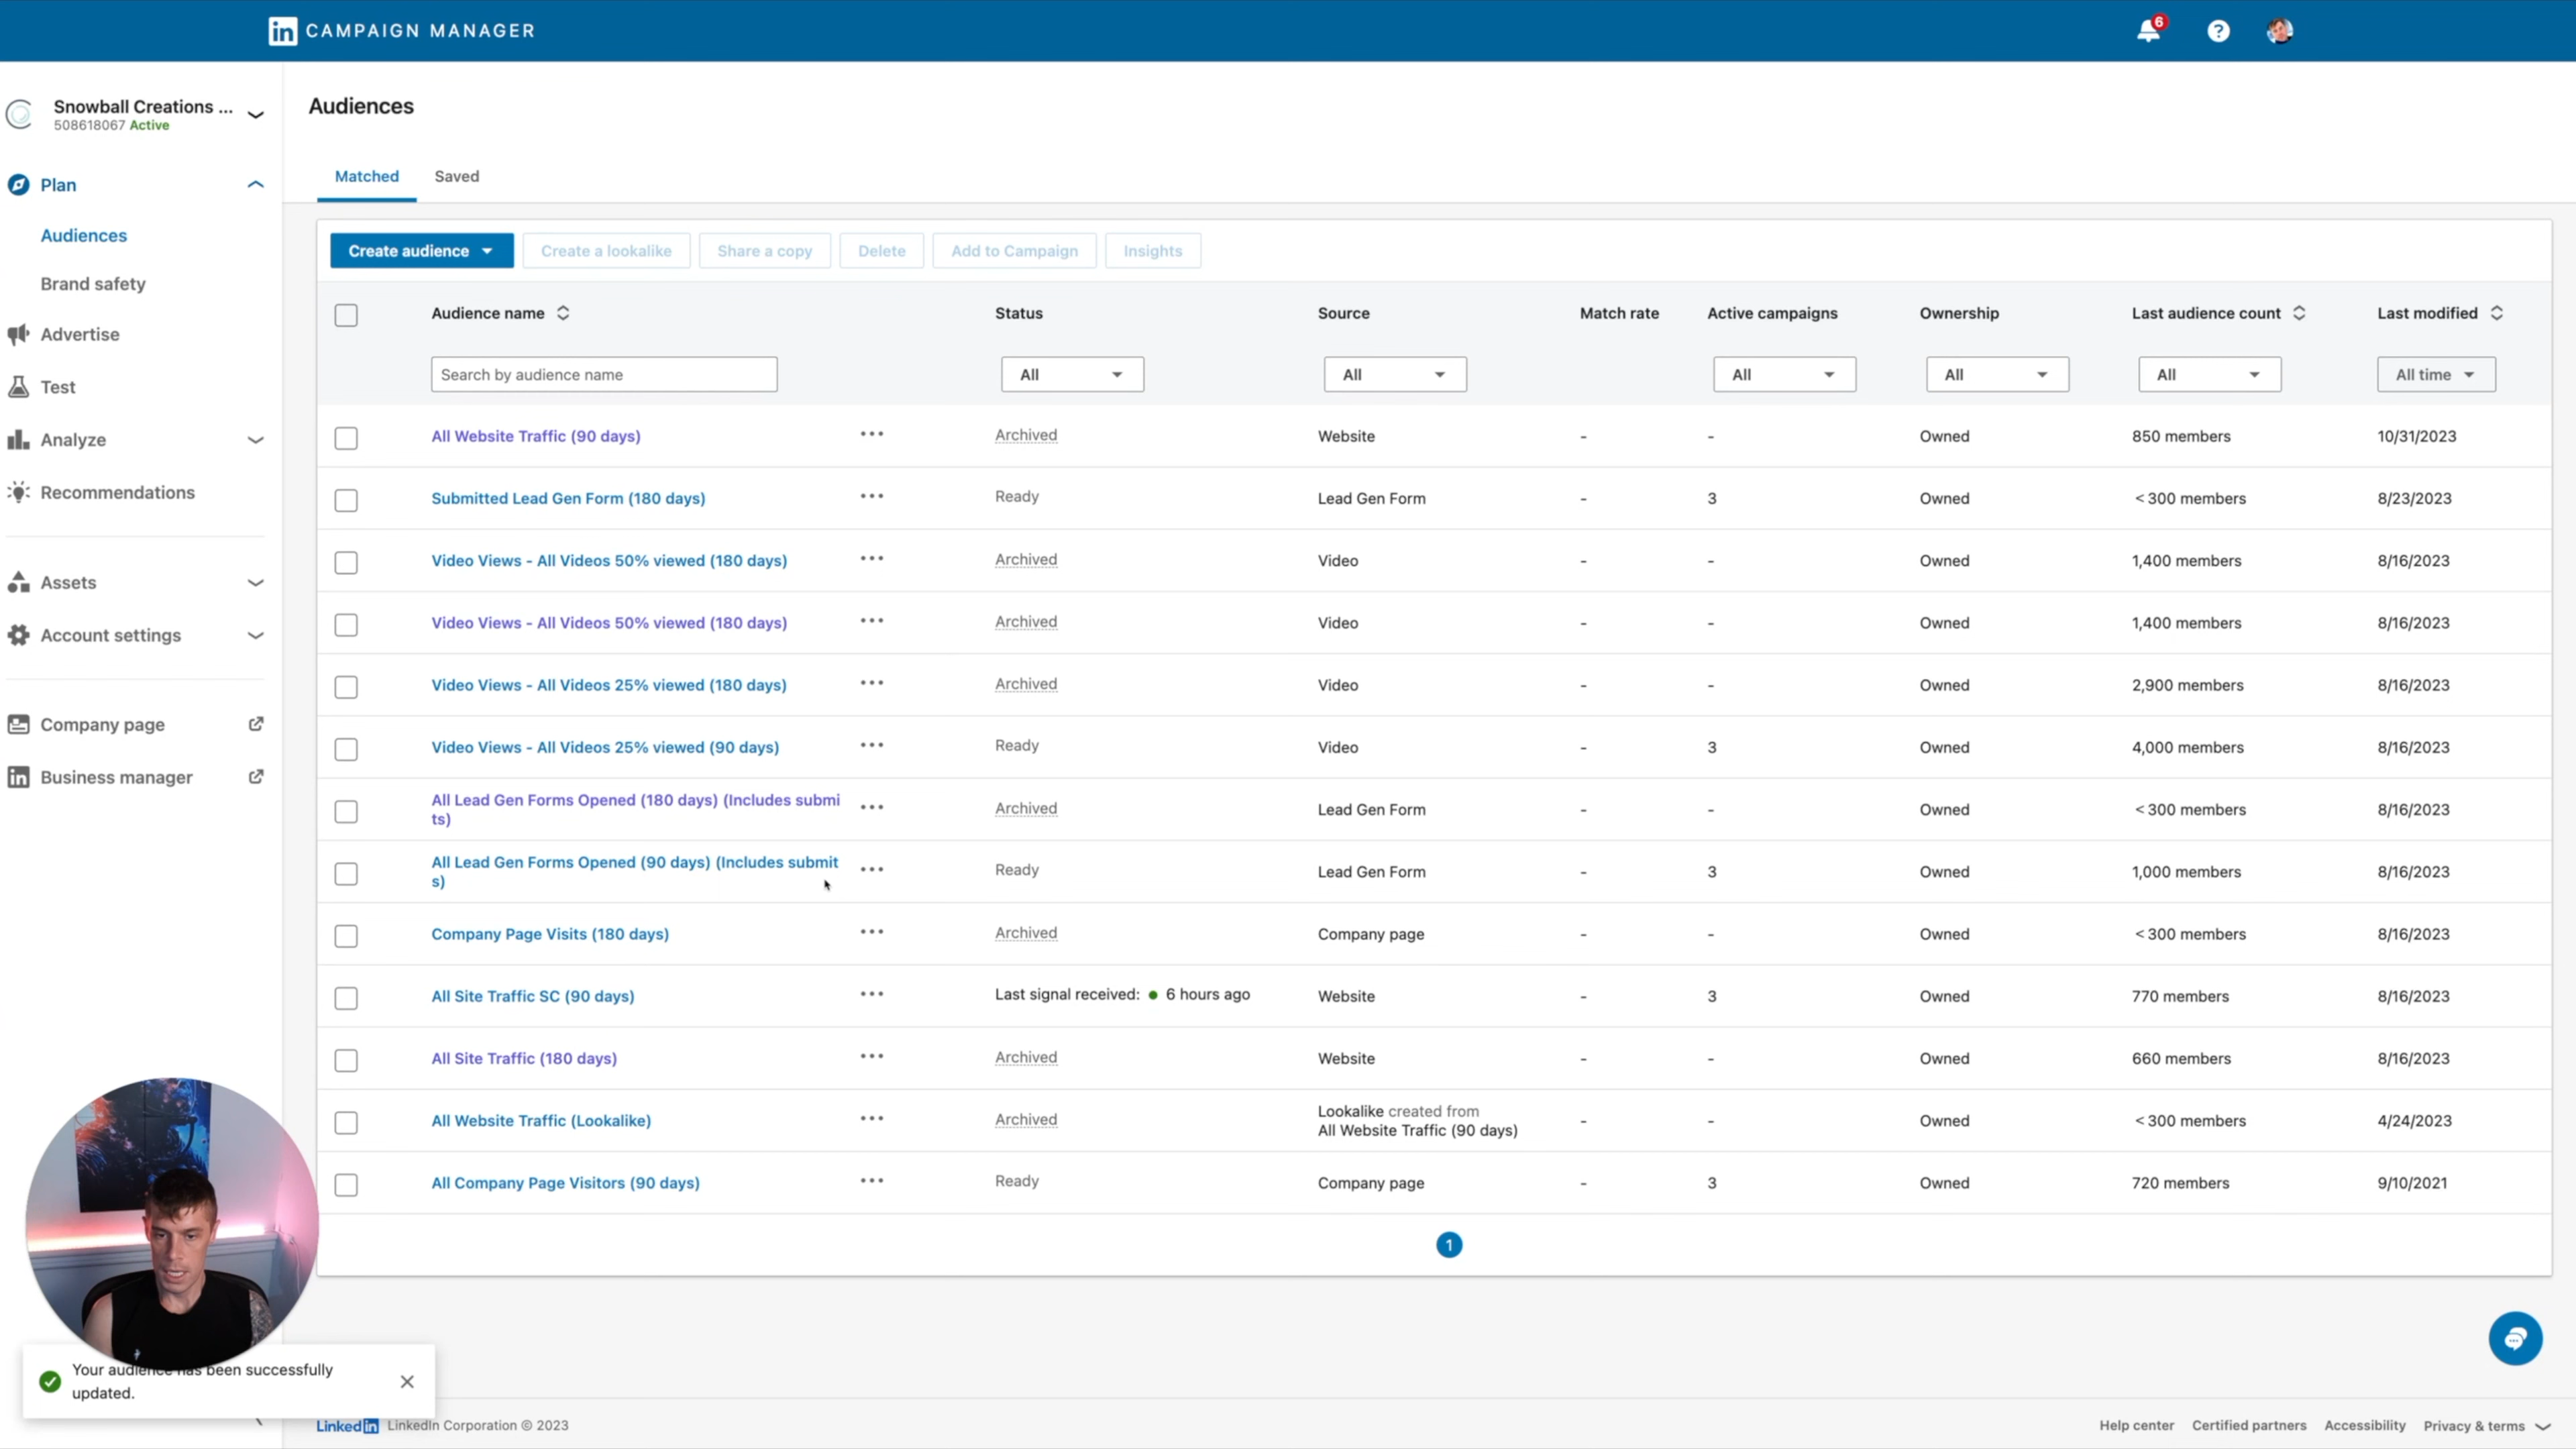 in CAMPAIGN MANAGER
6
?
Snowball Creations ...
508618067 Active
Plan
Audiences
Brand safety
Advertise
Test
Analyze
Recommendations
Assets
Account settings
Company page
in Business manager
Audiences
Matched Saved
Create audience Create a lookalike Share a copy Delete Add to Campaign Insights
Audience name Status Source Match rate Active campaigns Ownership Last audience count Last modified
Search by audience name All All All All All All time
All Website Traffic (90 days) ... Archived Website - - Owned 850 members 10/31/2023
Submitted Lead Gen Form (180 days) ... Ready Lead Gen Form - 3 Owned < 300 members 8/23/2023
Video Views - All Videos 50% viewed (180 days) ... Archived Video - - Owned 1,400 members 8/16/2023
Video Views - All Videos 50% viewed (180 days) ... Archived Video - - Owned 1,400 members 8/16/2023
Video Views - All Videos 25% viewed (180 days) ... Archived Video - - Owned 2,900 members 8/16/2023
Video Views - All Videos 25% viewed (90 days) ... Ready Video - 3 Owned 4,000 members 8/16/2023
All Lead Gen Forms Opened (180 days) (Includes submi
ts) ... Archived Lead Gen Form - - Owned < 300 members 8/16/2023
All Lead Gen Forms Opened (90 days) (Includes submit
s) ... Ready Lead Gen Form - 3 Owned 1,000 members 8/16/2023
Company Page Visits (180 days) ... Archived Company page - - Owned < 300 members 8/16/2023
All Site Traffic SC (90 days) ... Last signal received: 6 hours ago Website - 3 Owned 770 members 8/16/2023
All Site Traffic (180 days) ... Archived Website - - Owned 660 members 8/16/2023
All Website Traffic (Lookalike) ... Archived Lookalike created from
All Website Traffic (90 days) - - Owned < 300 members 4/24/2023
All Company Page Visitors (90 days) ... Ready Company page - 3 Owned 720 members 9/10/2021
1
Your audience has been successfully
updated.
LinkedIn LinkedIn Corporation © 2023
Help center Certified partners Accessibility Privacy & terms